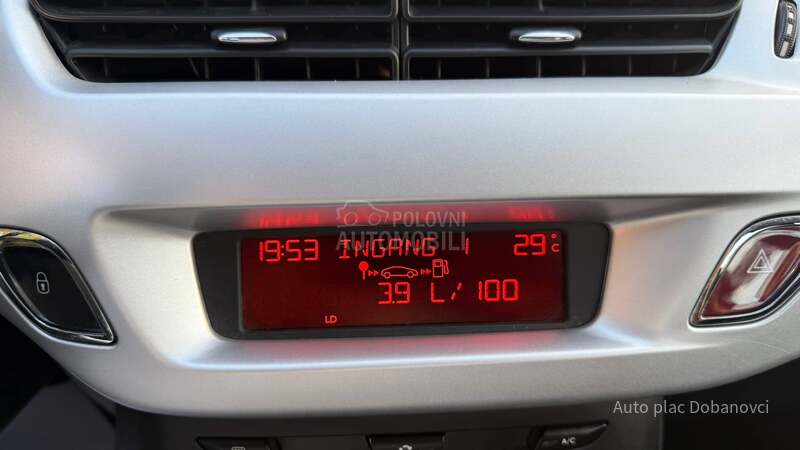 POLOVNI
AUTOMOBILI
19:53 INGANG 1 29°C
3.9 L/100
LD
A/C
Auto plac Dobanovci